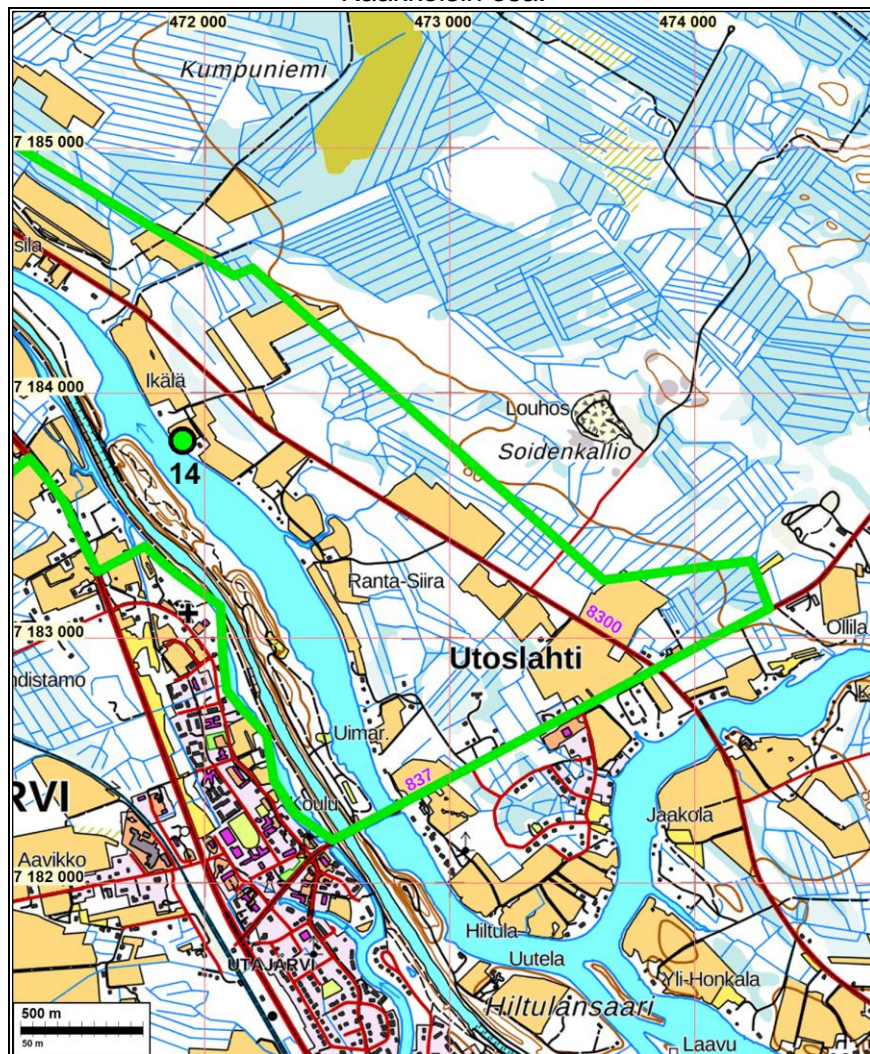 472 000
473 000
474 000
Kumpuniemi
7 185 000
sila
7 184 000
Ikälä
Louhos
Soidenkallio
14
Ranta-Siira
8300
7 183 000
Utoslahti
Ollila
distamo
Uimar.
837
RVI
Koulu
Jaakola
Aavikko
7 182 000
Hiltula
Uutela
UTAJÄRVI
Yli-Honkala
Hiltulansaari
500 m
50 m
Laavu